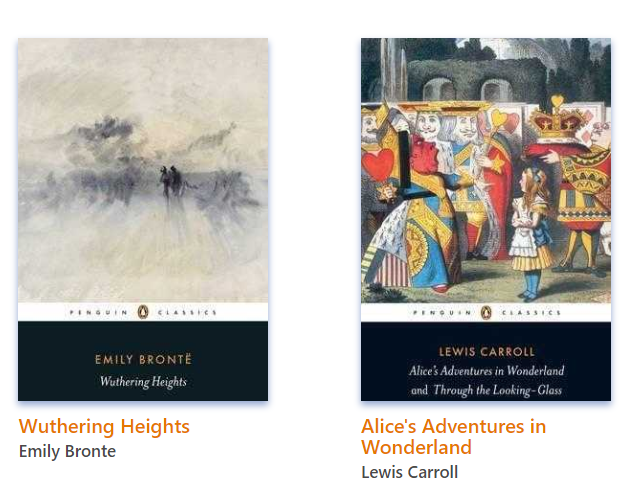 PENGUIN CLASSICS
EMILY BRONTË
Wuthering Heights
Wuthering Heights
Emily Bronte
PENGUIN CLASSICS
LEWIS CARROLL
Alice's Adventures in Wonderland
and Through the Looking-Glass
Alice's Adventures in
Wonderland
Lewis Carroll